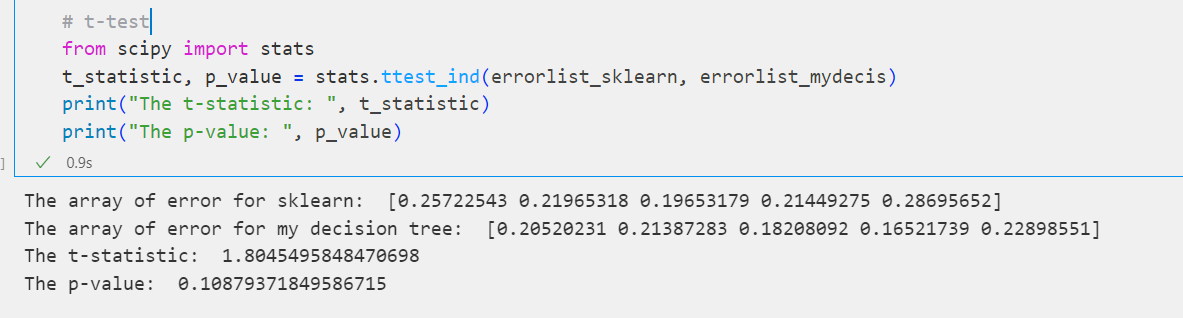 # t-test
from scipy import stats
t_statistic, p_value = stats.ttest_ind(errorlist_sklearn, errorlist_mydecis)
print("The t-statistic: ", t_statistic)
print("The p-value: ", p_value)
] 0.9s
The array of error for sklearn:  [0.25722543 0.21965318 0.19653179 0.21449275 0.28695652]
The array of error for my decision tree:  [0.20520231 0.21387283 0.18208092 0.16521739 0.22898551]
The t-statistic:  1.8045495848470698
The p-value:  0.10879371849586715